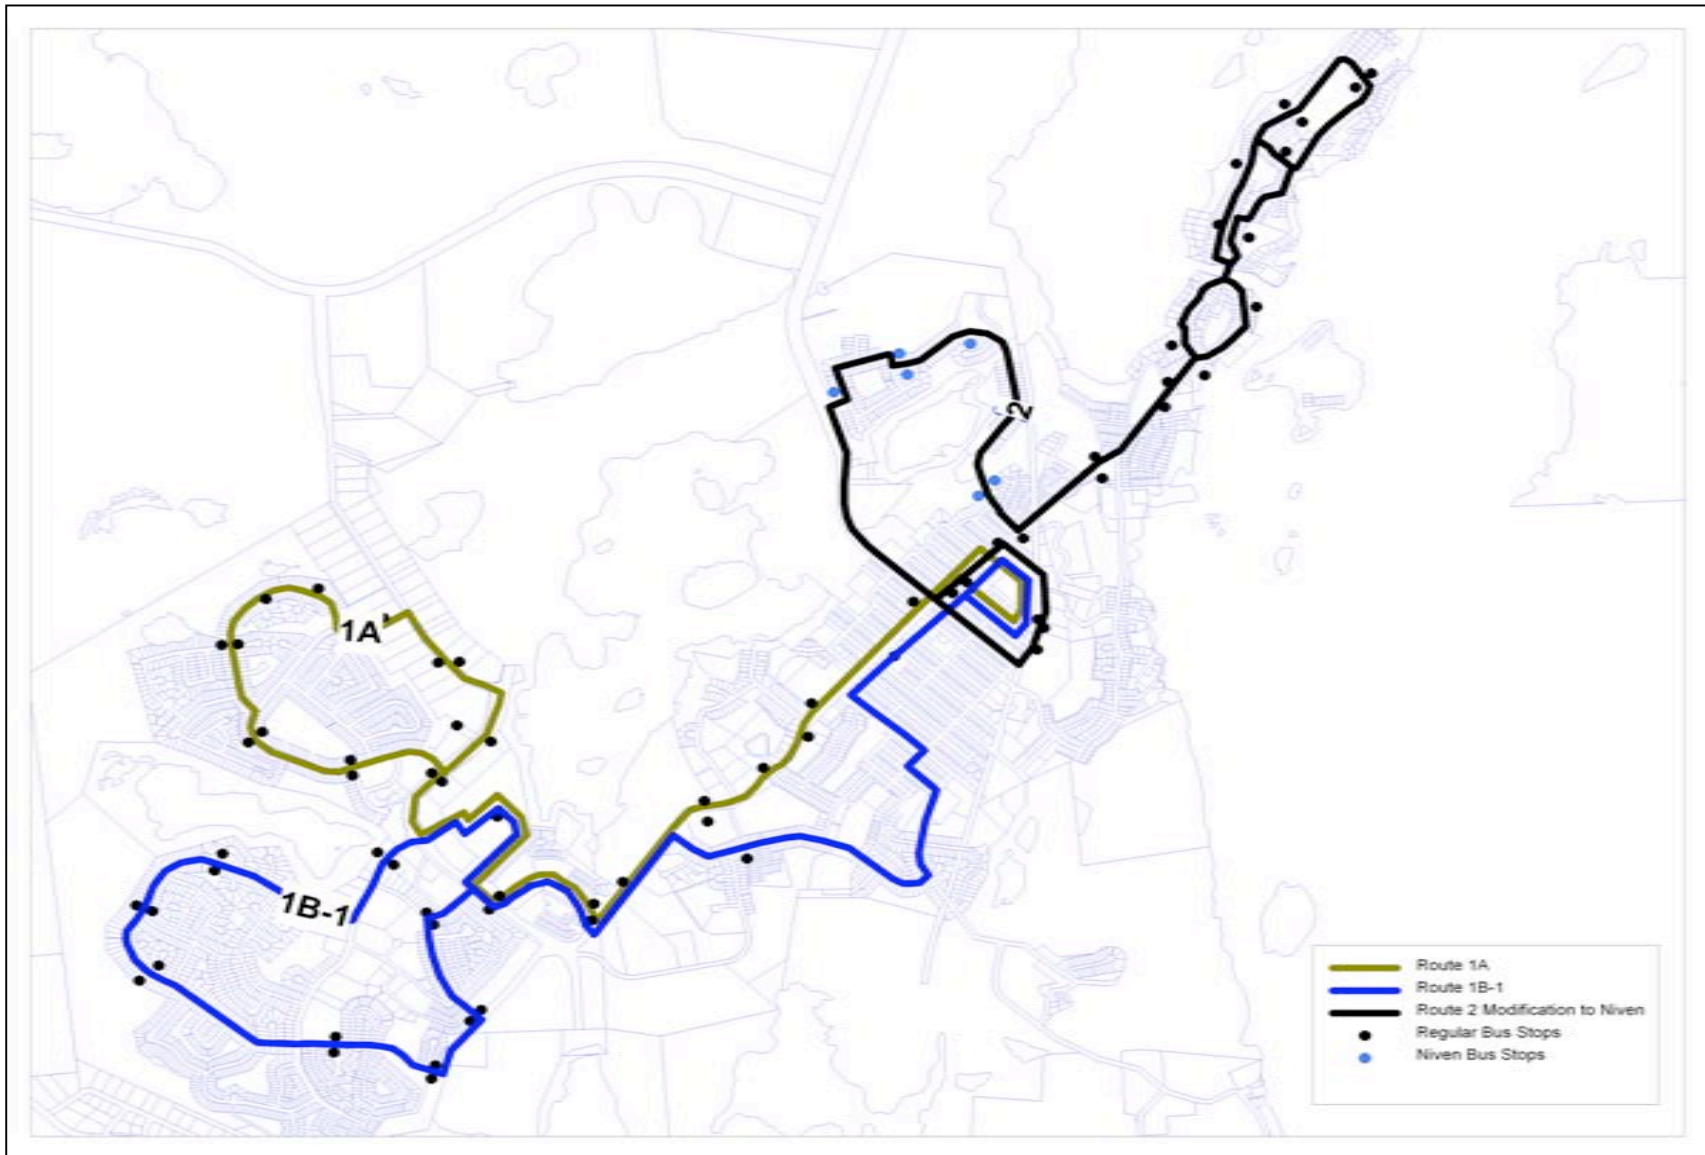 2
1A
1B-1
Route 1A
Route 1B-1
Route 2 Modification to Niven
Regular Bus Stops
Niven Bus Stops